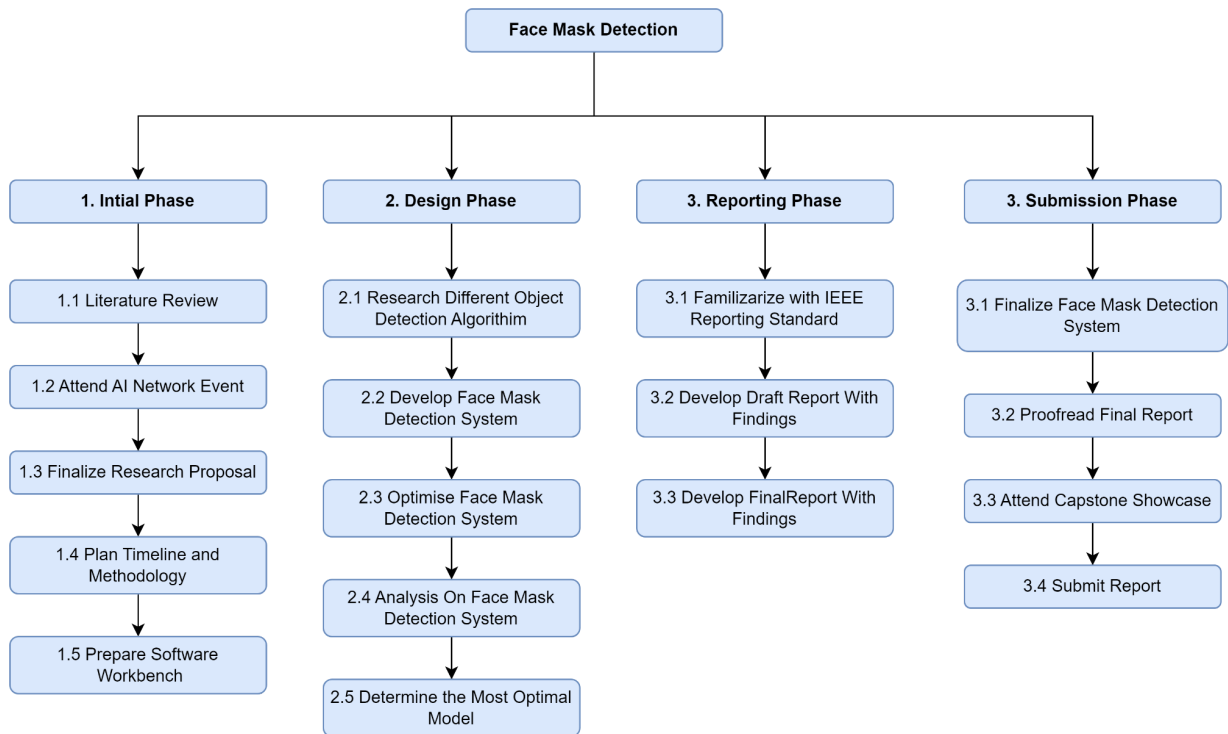 Face Mask Detection
1. Intial Phase
2. Design Phase
3. Reporting Phase
3. Submission Phase
1.1 Literature Review
1.2 Attend AI Network Event
1.3 Finalize Research Proposal
1.4 Plan Timeline and
Methodology
1.5 Prepare Software
Workbench
2.1 Research Different Object
Detection Algorithim
2.2 Develop Face Mask
Detection System
2.3 Optimise Face Mask
Detection System
2.4 Analysis On Face Mask
Detection System
2.5 Determine the Most Optimal
Model
3.1 Familizarize with IEEE
Reporting Standard
3.2 Develop Draft Report With
Findings
3.3 Develop FinalReport With
Findings
3.1 Finalize Face Mask Detection
System
3.2 Proofread Final Report
3.3 Attend Capstone Showcase
3.4 Submit Report